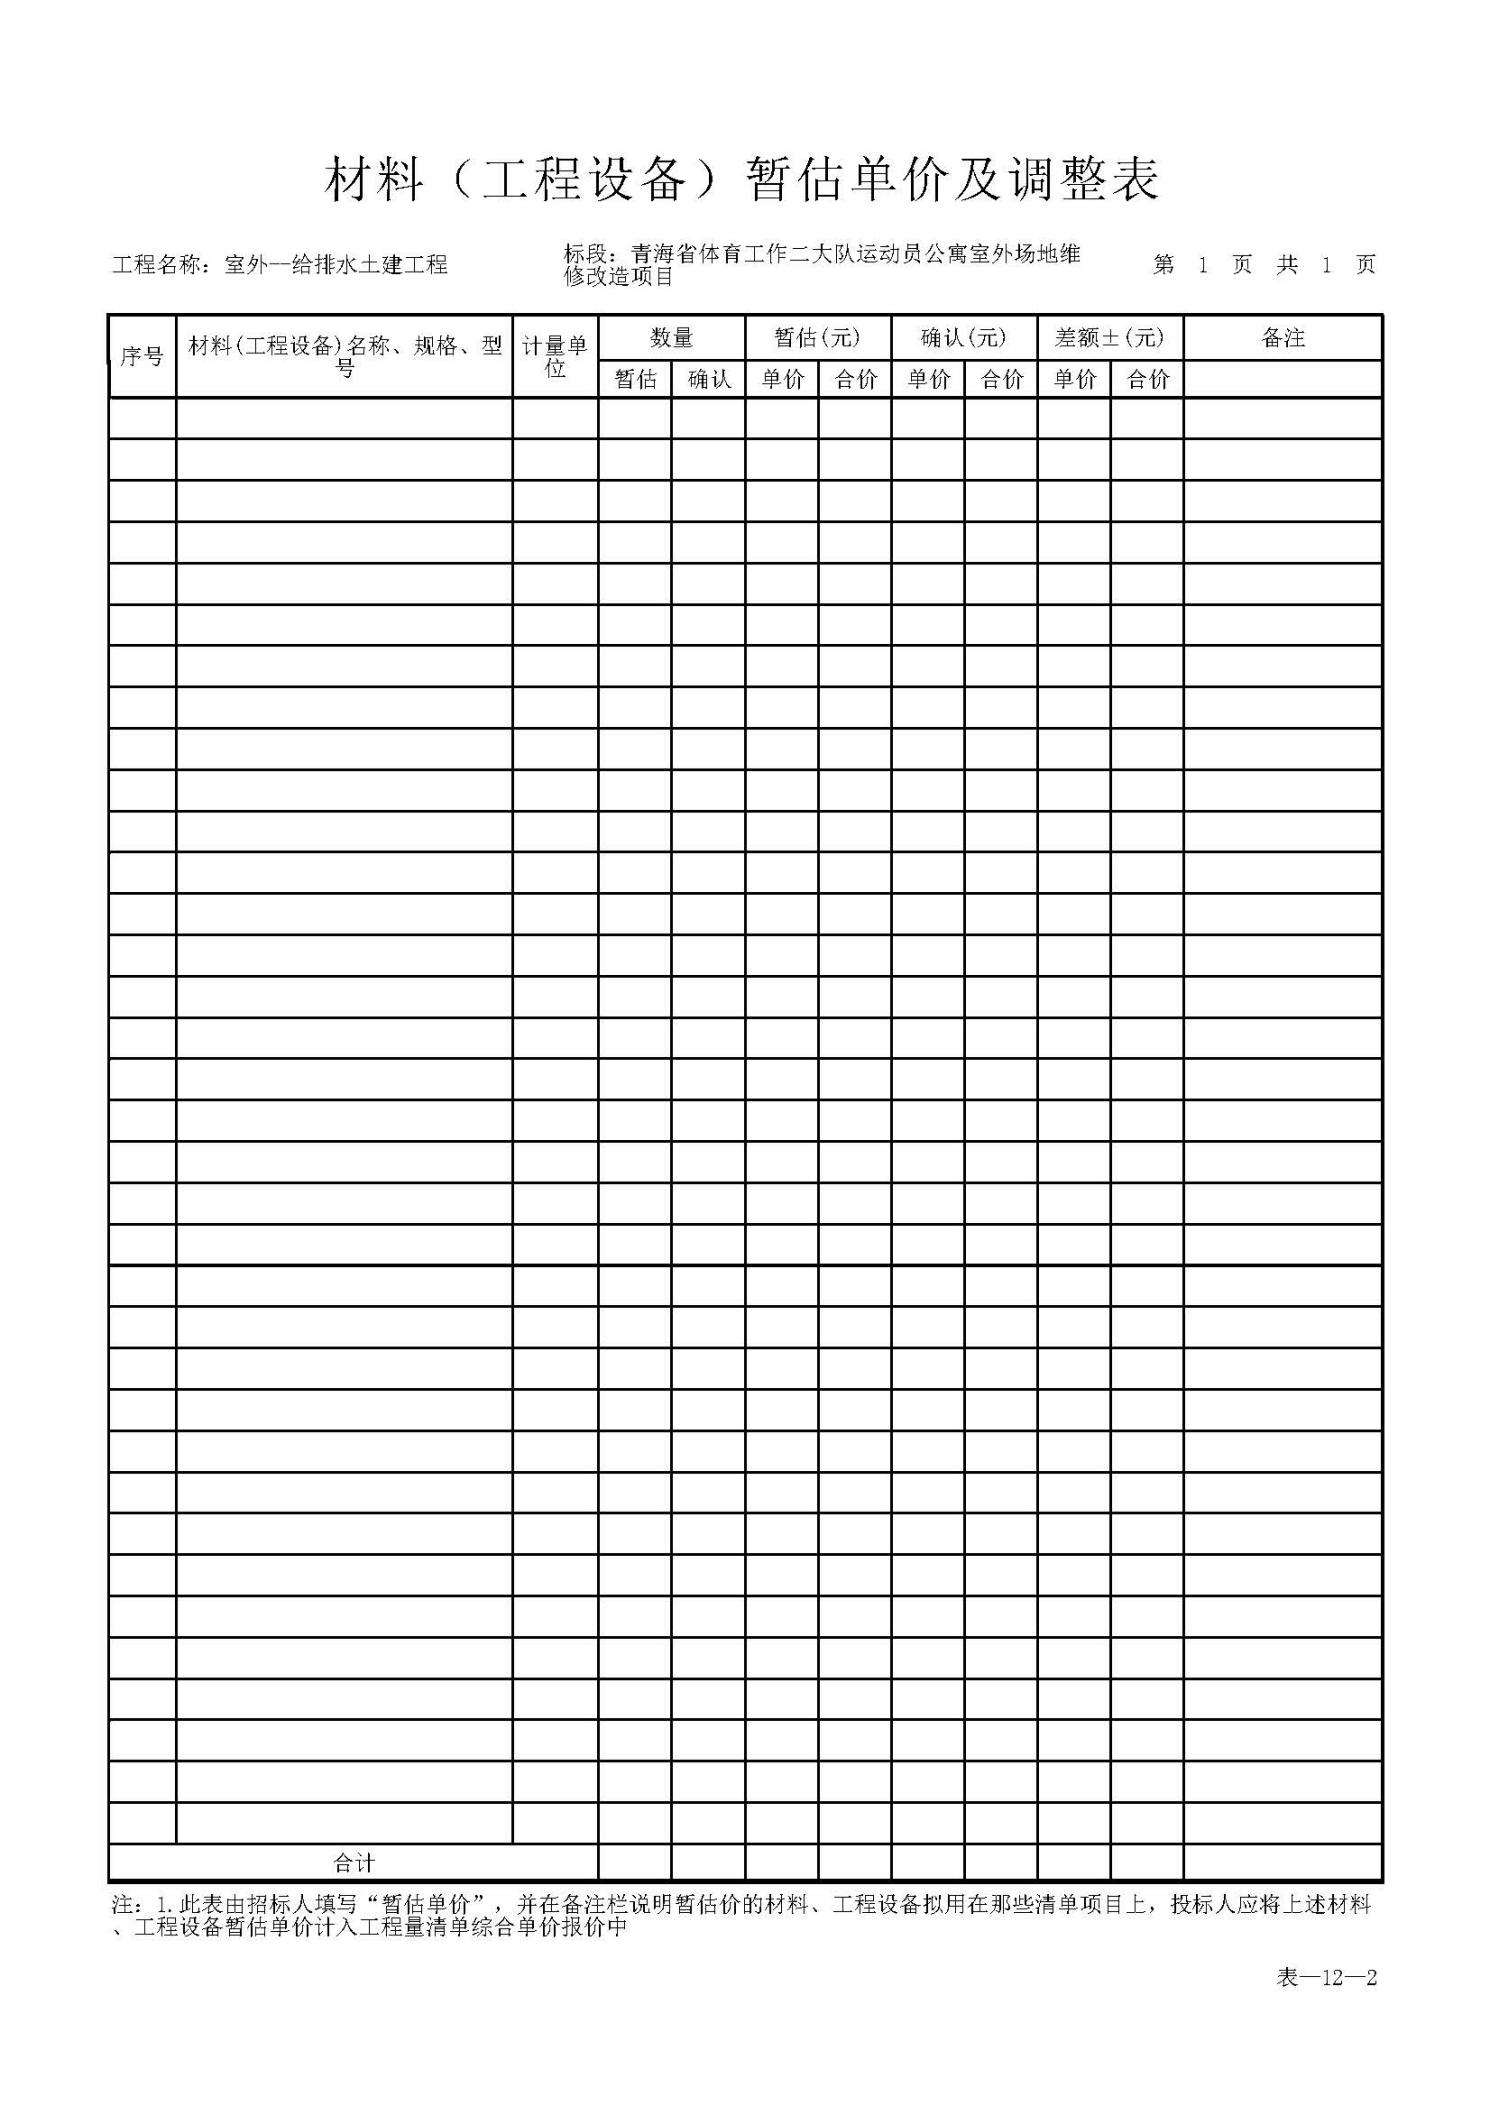 材料（工程设备）暂估单价及调整表
工程名称：室外--给排水土建工程
标段：青海省体育工作二大队运动员公寓室外场地维
修改造项目
第 1 页 共 1 页
序号 材料(工程设备)名称、规格、型号 计量单位 数量 暂估(元) 确认(元) 差额±(元) 备注
暂估 确认 单价 合价 单价 合价 单价 合价
合计
注：1.此表由招标人填写“暂估单价”，并在备注栏说明暂估价的材料、工程设备拟用在那些清单项目上，投标人应将上述材料
、工程设备暂估单价计入工程量清单综合单价报价中
表—12—2